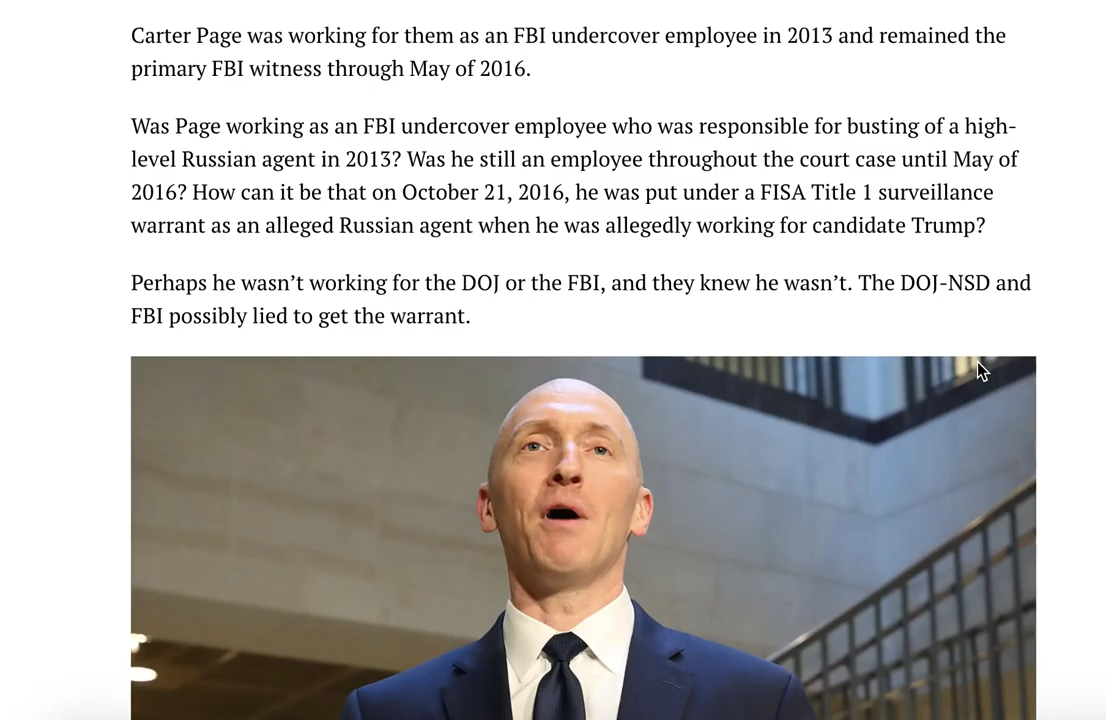 Carter Page was working for them as an FBI undercover employee in 2013 and remained the
primary FBI witness through May of 2016.
Was Page working as an FBI undercover employee who was responsible for busting of a high-
level Russian agent in 2013? Was he still an employee throughout the court case until May of
2016? How can it be that on October 21, 2016, he was put under a FISA Title 1 surveillance
warrant as an alleged Russian agent when he was allegedly working for candidate Trump?
Perhaps he wasn’t working for the DOJ or the FBI, and they knew he wasn’t. The DOJ-NSD and
FBI possibly lied to get the warrant.